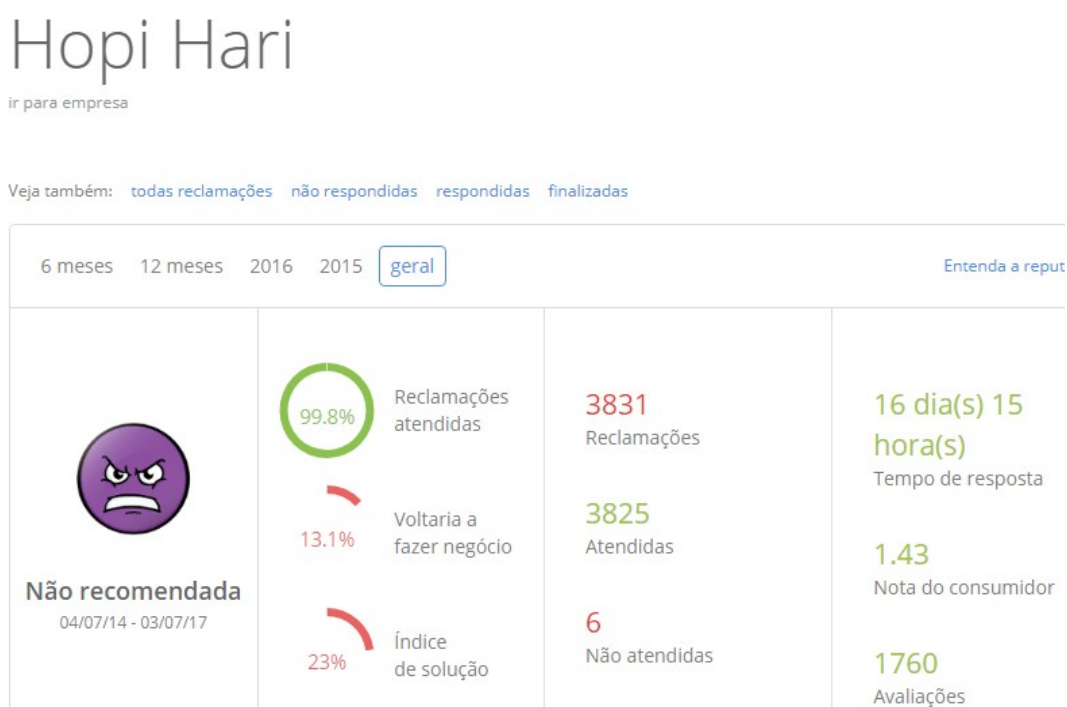 Hopi Hari
ir para empresa
Veja também: todas reclamações não respondidas respondidas finalizadas
6 meses 12 meses 2016 2015 geral Entenda a reput
Não recomendada
04/07/14 - 03/07/17
99.8%
Reclamações
atendidas
13.1%
Voltaria a
fazer negócio
23%
Índice
de solução
3831
Reclamações
3825
Atendidas
6
Não atendidas
16 dia(s) 15
hora(s)
Tempo de resposta
1.43
Nota do consumidor
1760
Avaliações